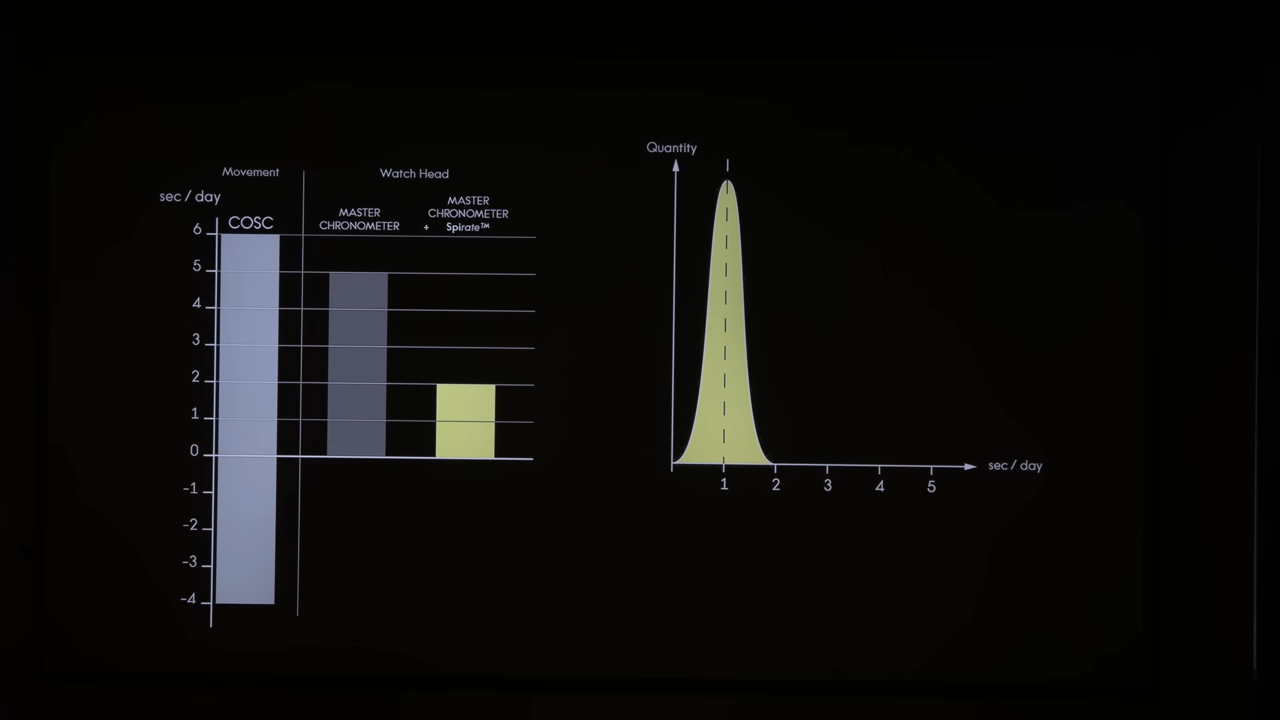 Movement
Watch Head
sec / day
COSC
MASTER
CHRONOMETER
MASTER
CHRONOMETER
+ Spirate™
6
5
4
3
2
1
0
-1
-2
-3
-4
Quantity
1 2 3 4 5
sec / day